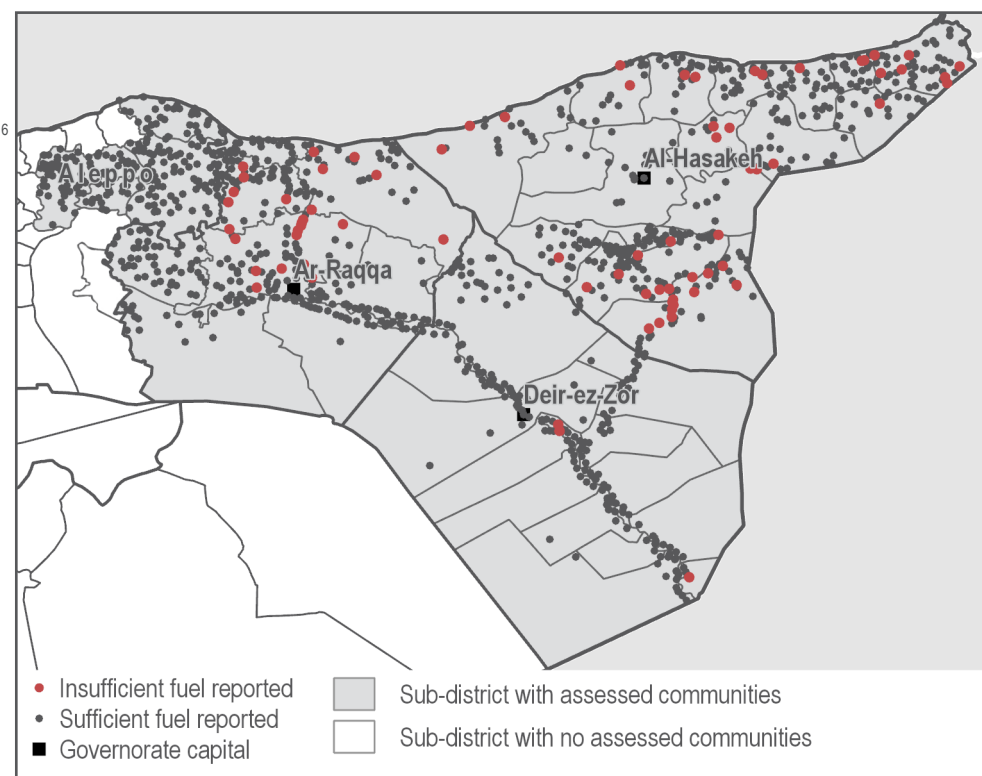 6
Aleppo
Al-Hasakeh
Ar-Raqqa
Deir-ez-Zor
Insufficient fuel reported
Sufficient fuel reported
Governorate capital
Sub-district with assessed communities
Sub-district with no assessed communities